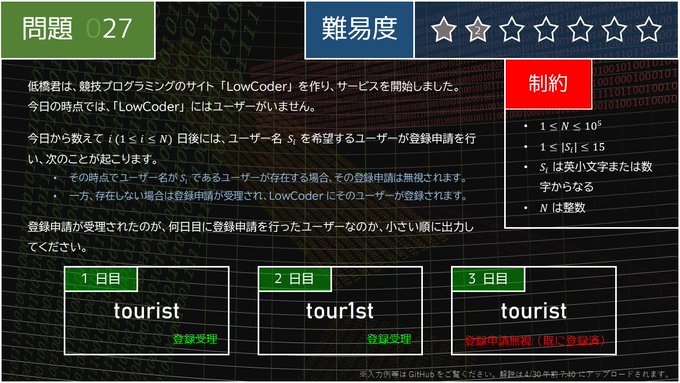 問題 027
難易度
2
低橋君は、競技プログラミングのサイト「LowCoder」を作り、サービスを開始しました。
今日の時点では、「LowCoder」にはユーザーがいません。
今日から数えて i (1 ≤ i ≤ N) 日後には、ユーザー名 Sᵢ を希望するユーザーが登録申請を行
い、次のことが起こります。
• その時点でユーザー名が Sᵢ であるユーザーが存在する場合、その登録申請は無視されます。
• 一方、存在しない場合は登録申請が受理され、LowCoder にそのユーザーが登録されます。
登録申請が受理されたのが、何日目に登録申請を行ったユーザーなのか、小さい順に出力し
てください。
制約
• 1 ≤ N ≤ 10⁵
• 1 ≤ |Sᵢ| ≤ 15
• Sᵢ は英小文字または数
字からなる
• N は整数
1 日目
tourist
登録受理
2 日目
tour1st
登録受理
3 日目
tourist
登録申請無視（既に登録済）
※入力例等は GitHub をご覧ください。解説は 4/30 午前 7:40 にアップロードされます。